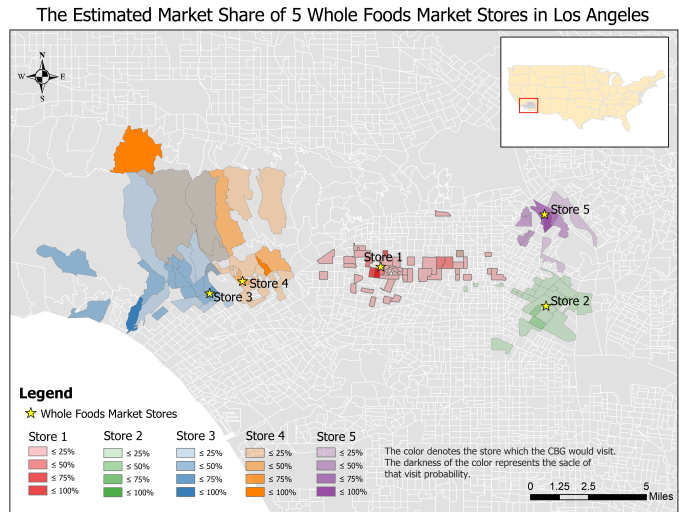 The Estimated Market Share of 5 Whole Foods Market Stores in Los Angeles
N
W E
S
Store 5
Store 1
Store 4
Store 3
Store 2
Legend
Whole Foods Market Stores
Store 1 Store 2 Store 3 Store 4 Store 5
≤ 25% ≤ 25% ≤ 25% ≤ 25% ≤ 25%
≤ 50% ≤ 50% ≤ 50% ≤ 50% ≤ 50%
≤ 75% ≤ 75% ≤ 75% ≤ 75% ≤ 75%
≤ 100% ≤ 100% ≤ 100% ≤ 100% ≤ 100%
The color denotes the store which the CBG would visit.
The darkness of the color represents the sacle of
that visit probability.
0 1.25 2.5 5
Miles